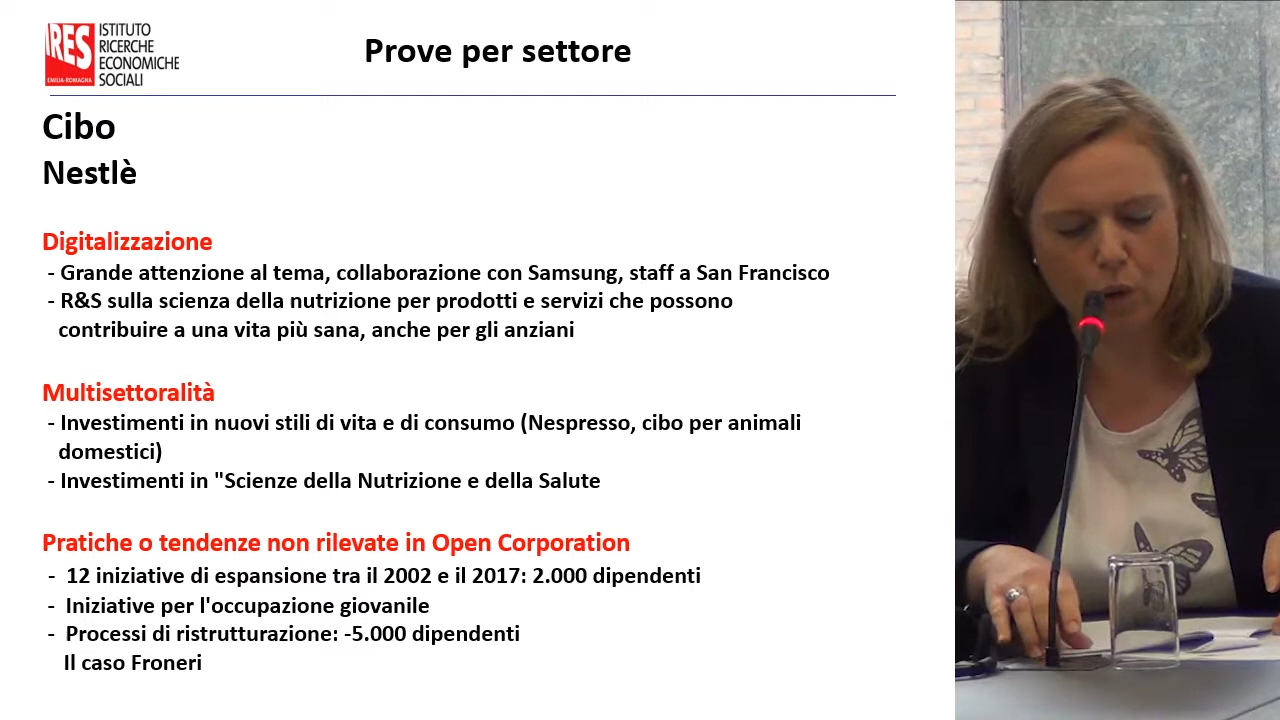 IRES
EMILIA-ROMAGNA
ISTITUTO
RICERCHE
ECONOMICHE
SOCIALI
Prove per settore
Cibo
Nestlè
Digitalizzazione
- Grande attenzione al tema, collaborazione con Samsung, staff a San Francisco
- R&S sulla scienza della nutrizione per prodotti e servizi che possono
contribuire a una vita più sana, anche per gli anziani
Multisettoralità
- Investimenti in nuovi stili di vita e di consumo (Nespresso, cibo per animali
domestici)
- Investimenti in "Scienze della Nutrizione e della Salute
Pratiche o tendenze non rilevate in Open Corporation
- 12 iniziative di espansione tra il 2002 e il 2017: 2.000 dipendenti
- Iniziative per l'occupazione giovanile
- Processi di ristrutturazione: -5.000 dipendenti
Il caso Froneri